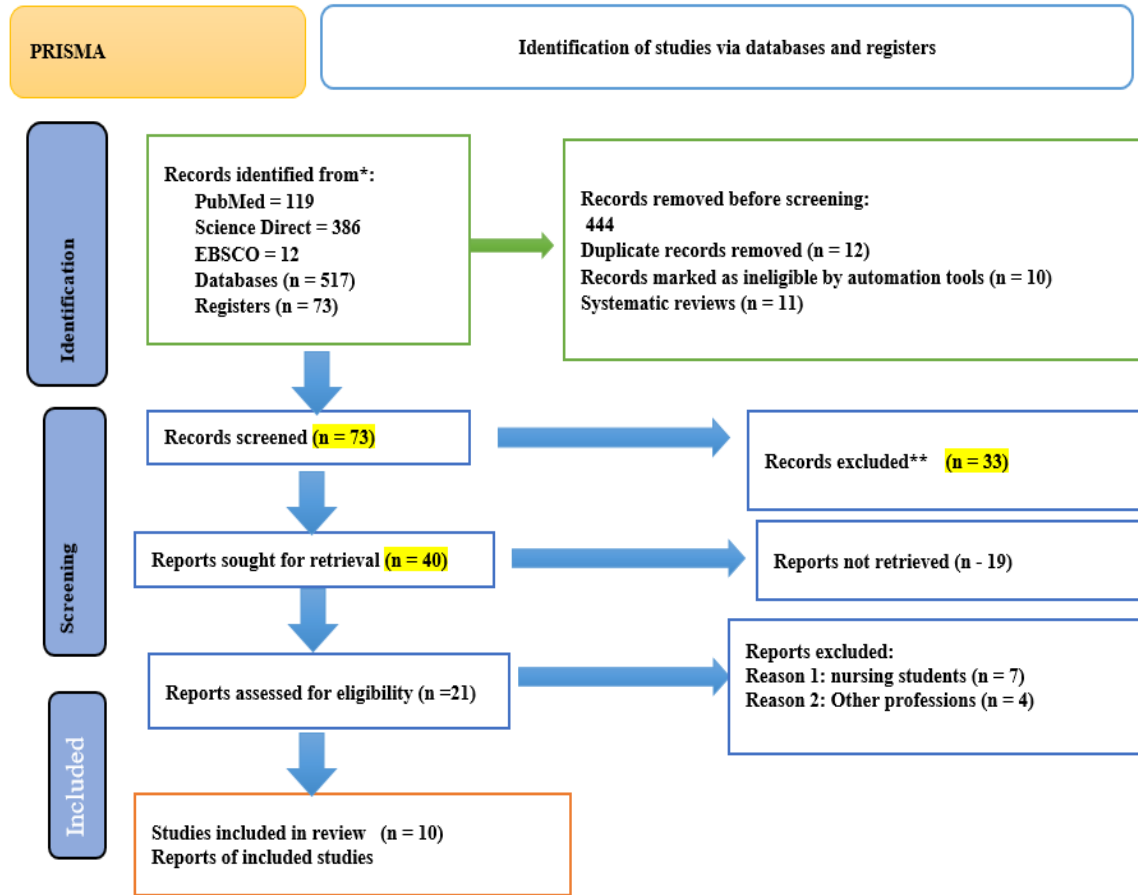 PRISMA
Identification of studies via databases and registers
Identification
Records identified from*:
PubMed = 119
Science Direct = 386
EBSCO = 12
Databases (n = 517)
Registers (n = 73)
Records removed before screening:
444
Duplicate records removed (n = 12)
Records marked as ineligible by automation tools (n = 10)
Systematic reviews (n = 11)
Screening
Records screened (n = 73)
Records excluded** (n = 33)
Reports sought for retrieval (n = 40)
Reports not retrieved (n - 19)
Reports assessed for eligibility (n =21)
Reports excluded:
Reason 1: nursing students (n = 7)
Reason 2: Other professions (n = 4)
Included
Studies included in review (n = 10)
Reports of included studies